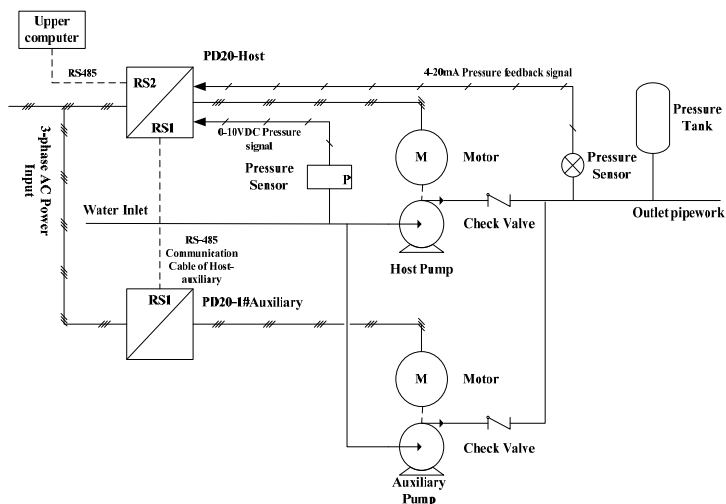 Upper
computer
RS485
PD20-Host
RS2
RS1
4-20mA Pressure feedback signal
0-10VDC Pressure
signal
Pressure
Tank
3-phase AC Power
Input
Pressure
Sensor
P
M
Motor
Pressure
Sensor
Water Inlet
Check Valve
Outlet pipework
RS-485
Communication
Cable of Host-
auxiliary
Host Pump
RS1
PD20-1#Auxiliary
M
Motor
Check Valve
Auxiliary
Pump